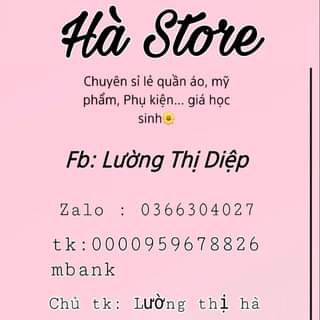 Hà Store
Chuyên sỉ lẻ quần áo, mỹ
phẩm, Phụ kiện... giá học
sinh🌼
Fb: Lường Thị Diệp
Zalo : 0366304027
tk:0000959678826
mbank
Chủ tk: Lường thị hà